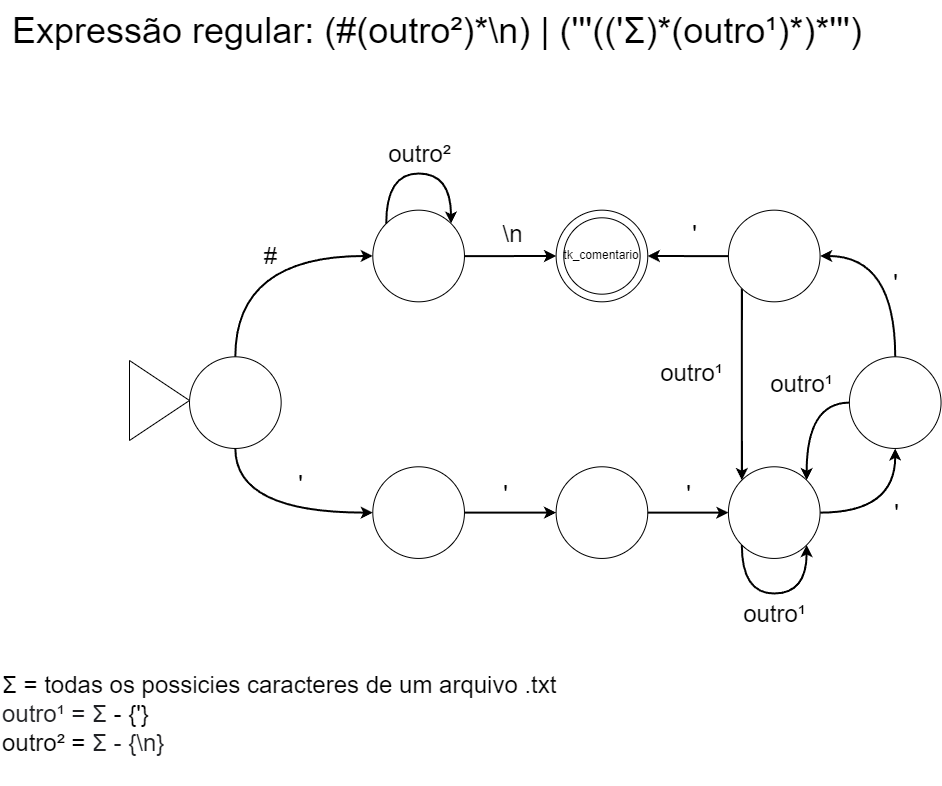 Expressão regular: (#(outro²)*\n) | ('''(('Σ)*(outro¹)*)*''')
outro²
\n
'
#
tk_comentario
'
outro¹
outro¹
'
'
'
'
outro¹
Σ = todas os possicies caracteres de um arquivo .txt
outro¹ = Σ - {'}
outro² = Σ - {\n}